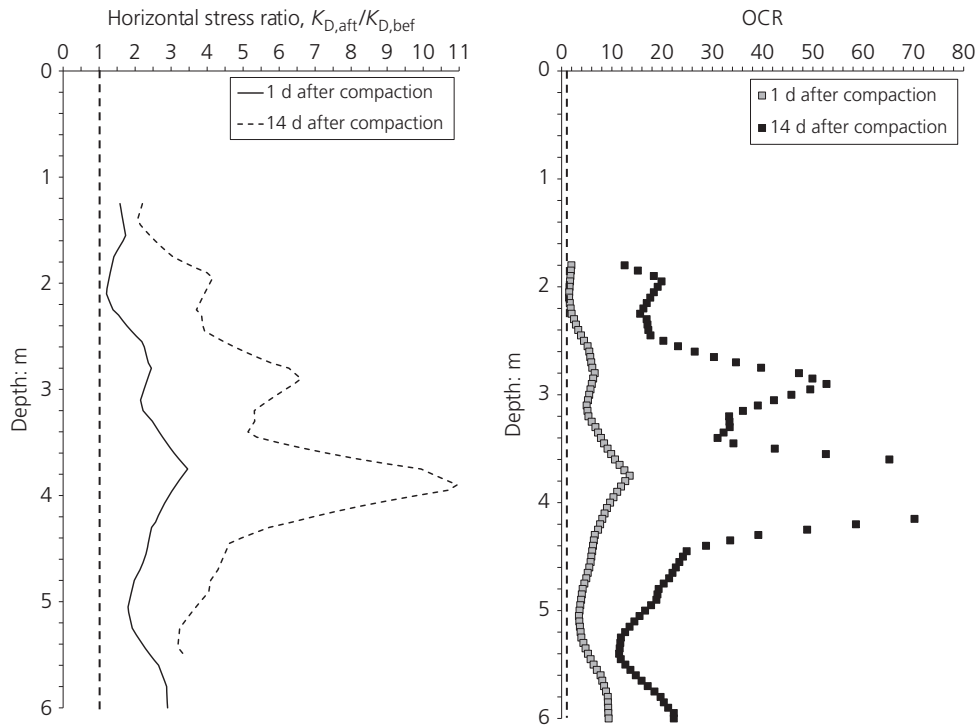 Horizontal stress ratio, K_D,aft/K_D,bef
0 1 2 3 4 5 6 7 8 9 10 11
0
1
2
3
4
5
6
Depth: m
1 d after compaction
14 d after compaction
OCR
0 10 20 30 40 50 60 70 80
0
1
2
3
4
5
6
Depth: m
1 d after compaction
14 d after compaction